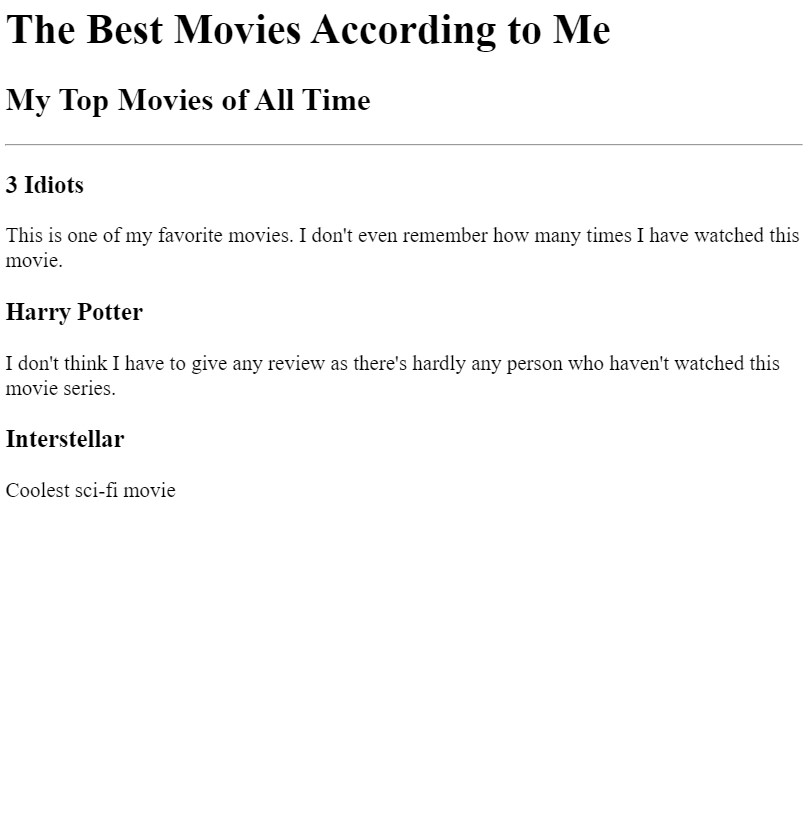 The Best Movies According to Me
My Top Movies of All Time
3 Idiots
This is one of my favorite movies. I don't even remember how many times I have watched this
movie.
Harry Potter
I don't think I have to give any review as there's hardly any person who haven't watched this
movie series.
Interstellar
Coolest sci-fi movie